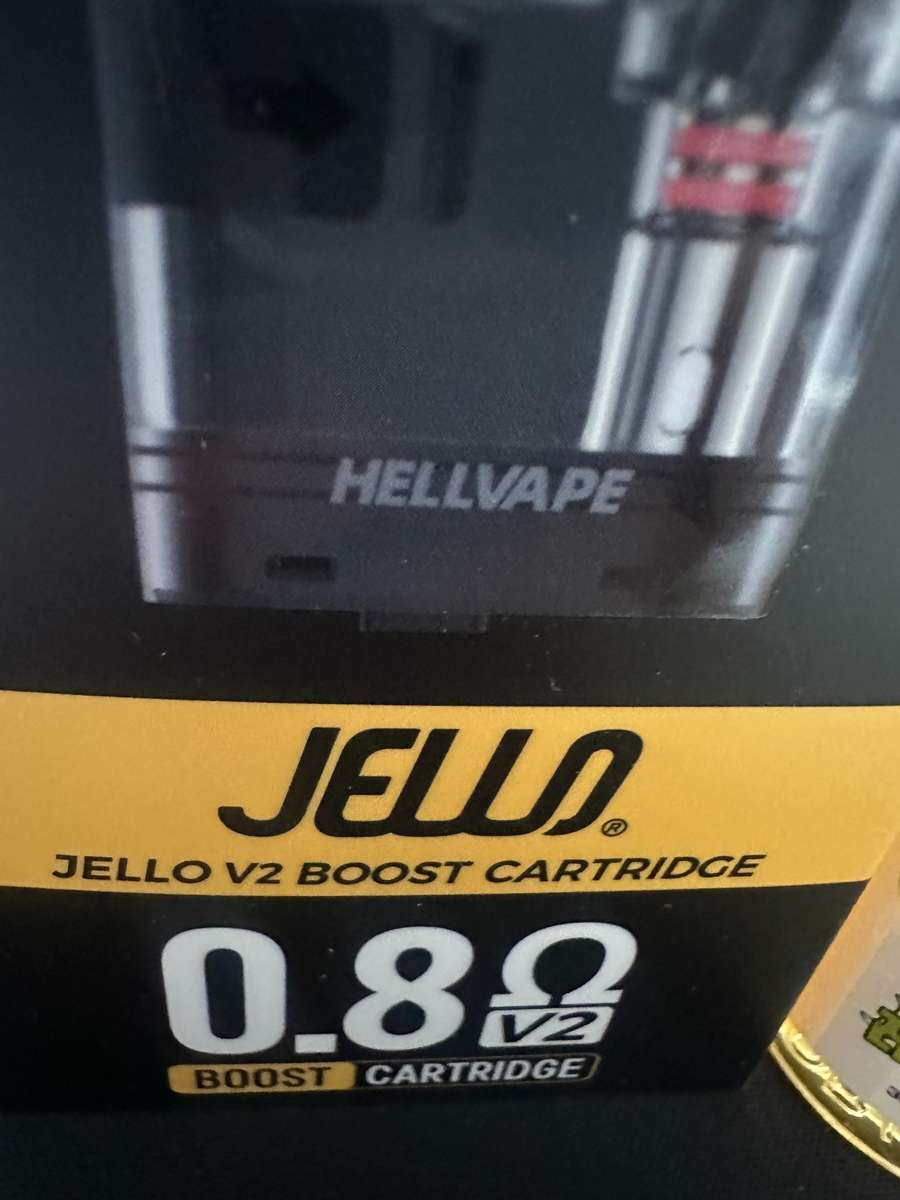 HELLVAPE
JELLO®
JELLO V2 BOOST CARTRIDGE
0.8Ω
V2
BOOST CARTRIDGE